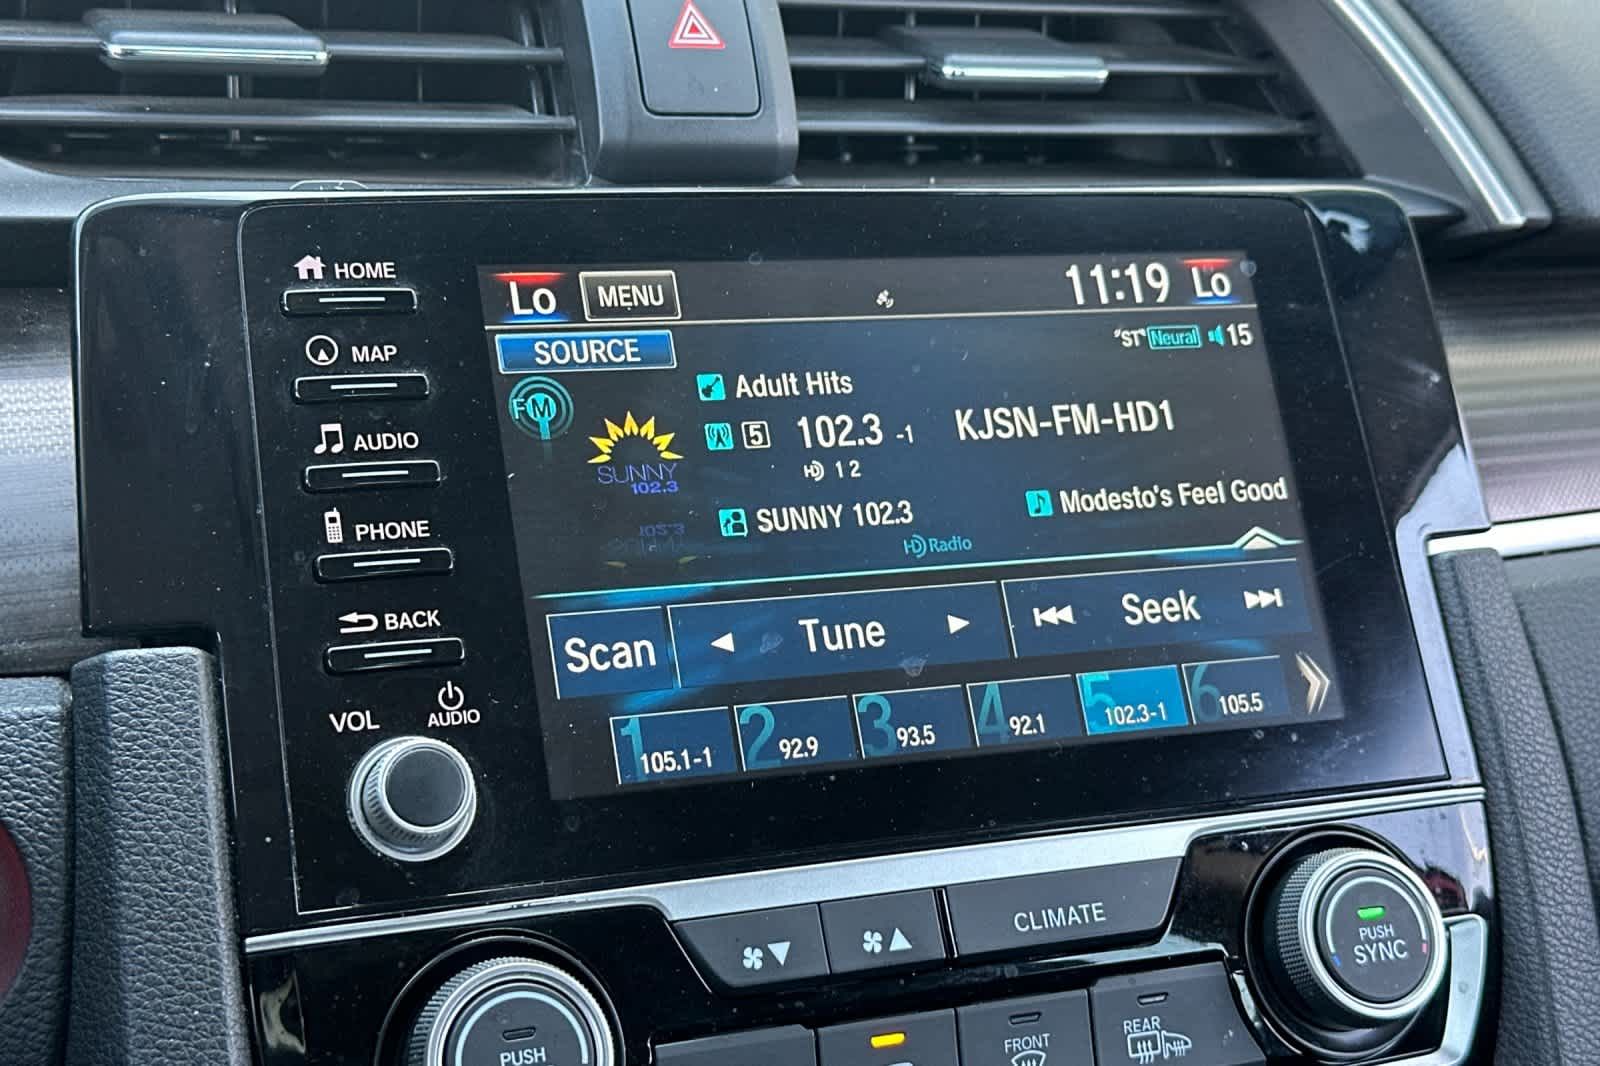 HOME
MAP
AUDIO
PHONE
BACK
VOL
AUDIO
Lo
MENU
11:19
Lo
SOURCE
"ST" Neural 15
FM
SUNNY
102.3
Adult Hits
5 102.3 -1 KJSN-FM-HD1
HD 1 2
SUNNY 102.3
Modesto's Feel Good
HD Radio
Scan
Tune
Seek
1 105.1-1
2 92.9
3 93.5
4 92.1
5 102.3-1
6 105.5
CLIMATE
PUSH
SYNC
PUSH
FRONT
REAR